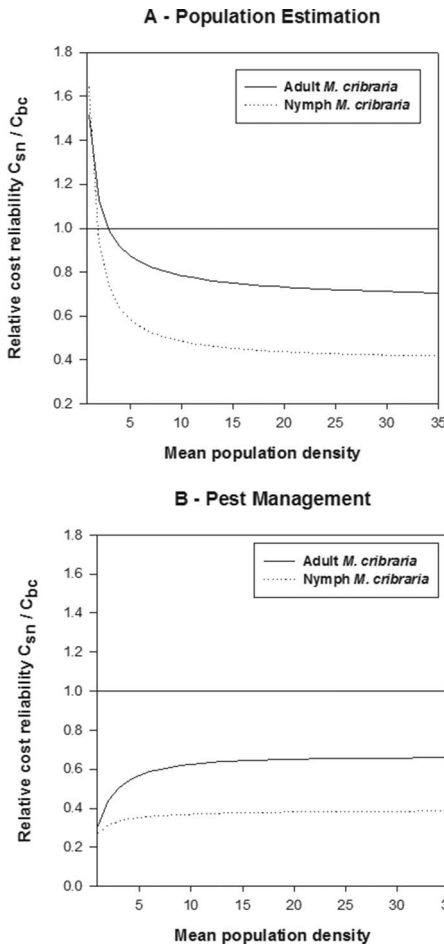 A - Population Estimation
Relative cost reliability Csn / Cbc
1.8
1.6
1.4
1.2
1.0
0.8
0.6
0.4
0.2
Adult M. cribraria
Nymph M. cribraria
5 10 15 20 25 30 35
Mean population density
B - Pest Management
Relative cost reliability Csn / Cbc
1.8
1.6
1.4
1.2
1.0
0.8
0.6
0.4
0.2
0.0
Adult M. cribraria
Nymph M. cribraria
5 10 15 20 25 30
Mean population density